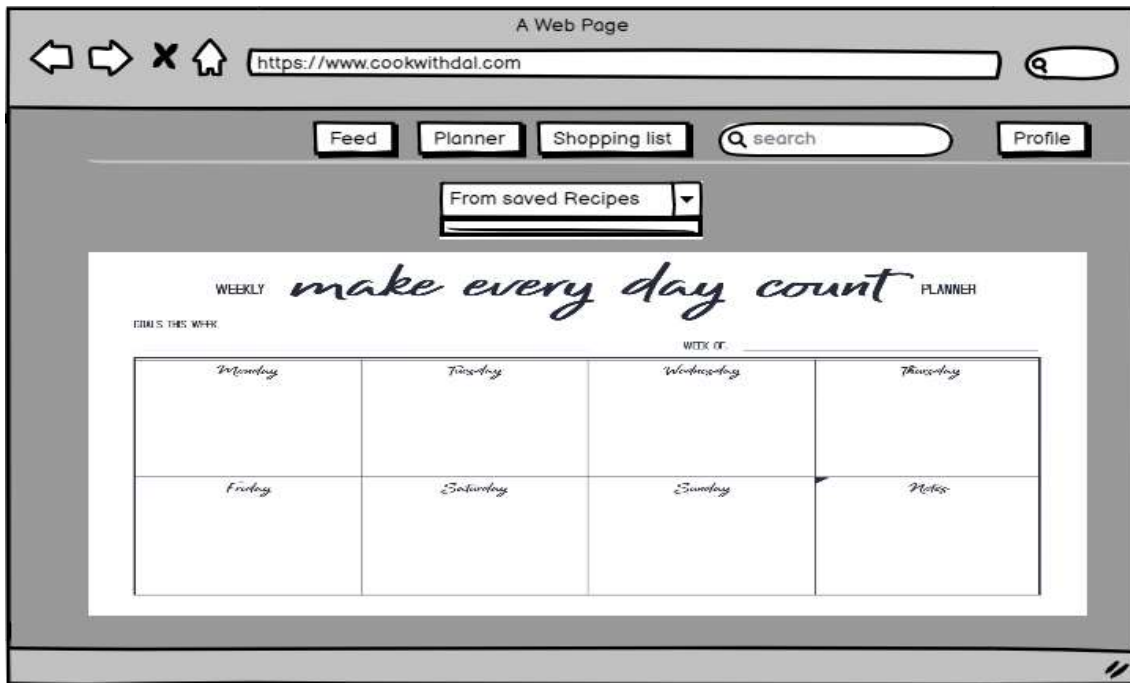 A Web Page
https://www.cookwithdal.com
Feed Planner Shopping list search Profile
From saved Recipes
WEEKLY make every day count PLANNER
GOALS THIS WEEK
WEEK OF:
Monday Tuesday Wednesday Thursday
Friday Saturday Sunday Notes